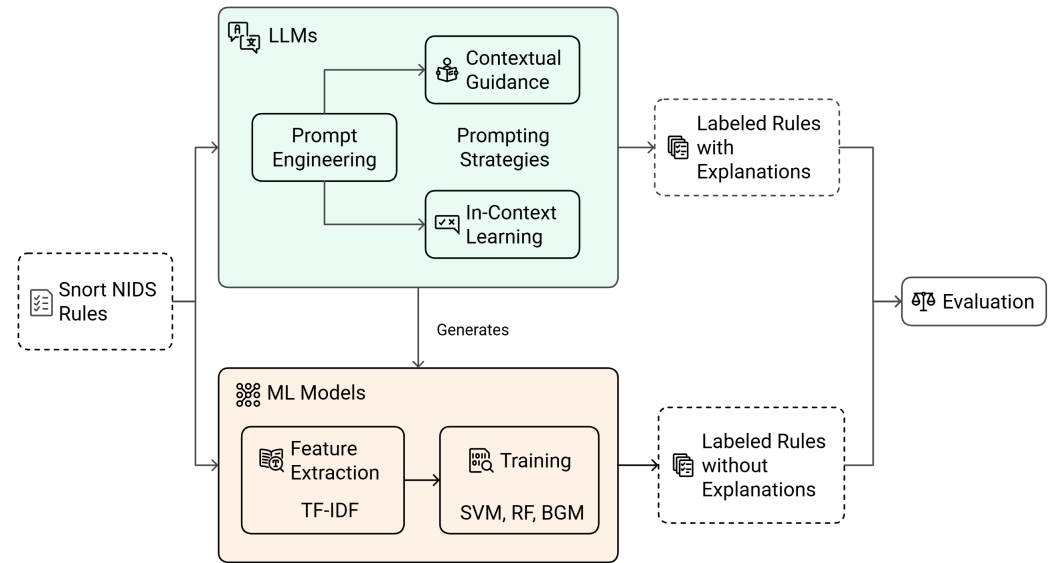 LLMs
Contextual
Guidance
Prompt
Engineering
Prompting
Strategies
In-Context
Learning
Labeled Rules
with
Explanations
Snort NIDS
Rules
Generates
Evaluation
ML Models
Feature
Extraction
TF-IDF
Training
SVM, RF, BGM
Labeled Rules
without
Explanations